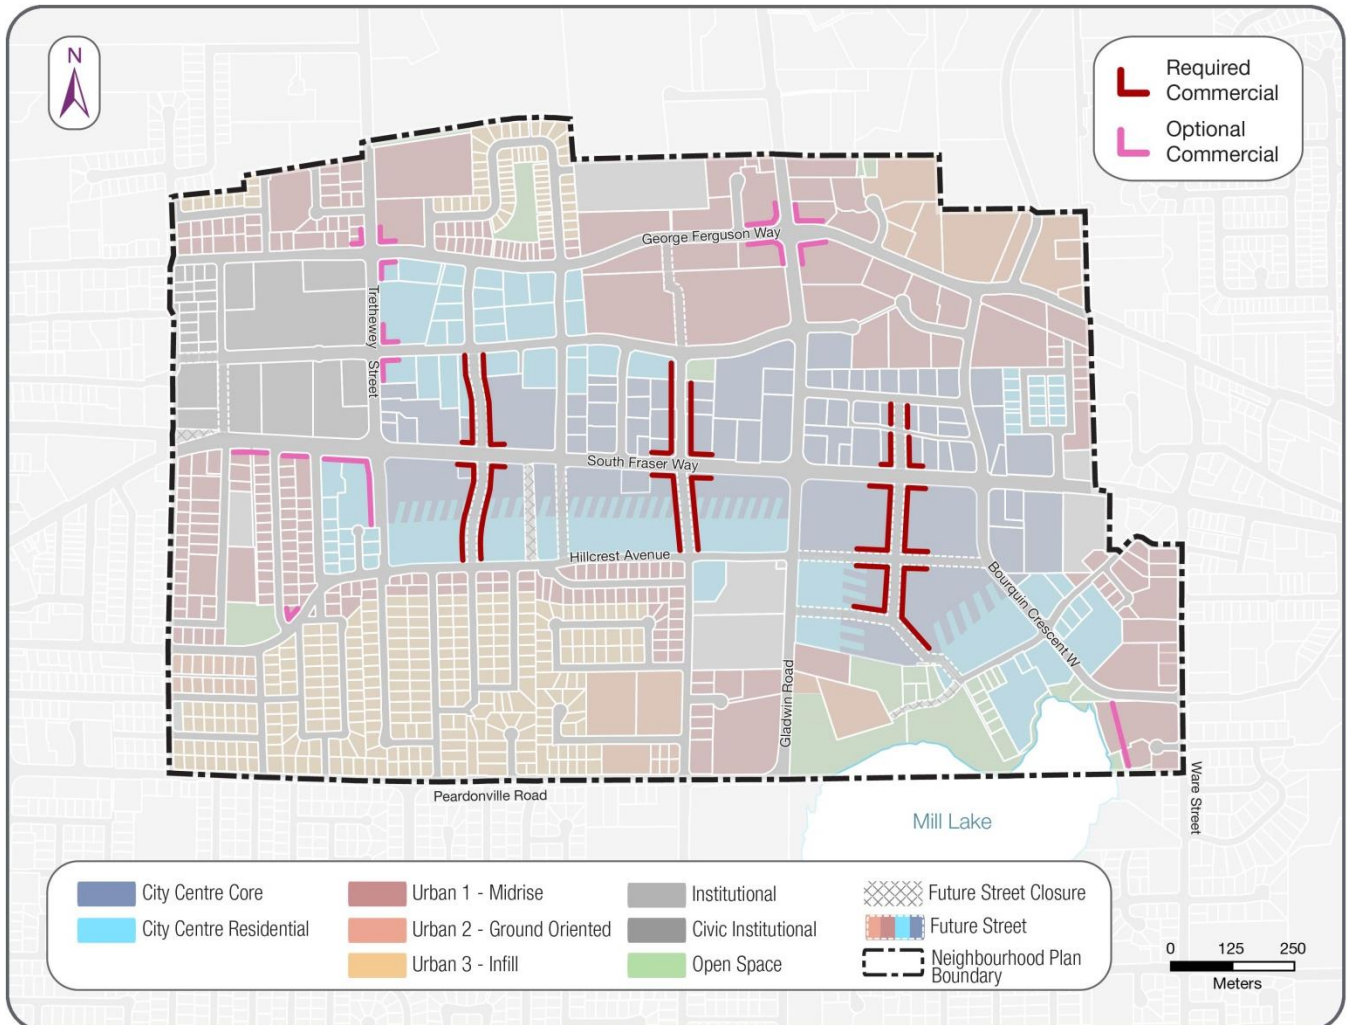 N
Required
Commercial
Optional
Commercial
George Ferguson Way
Trethewey
Street
South Fraser Way
Hillcrest Avenue
Bourquin Crescent W
Gladwin Road
Ware Street
Peardonville Road
Mill Lake
City Centre Core
City Centre Residential
Urban 1 - Midrise
Urban 2 - Ground Oriented
Urban 3 - Infill
Institutional
Civic Institutional
Open Space
Future Street Closure
Future Street
Neighbourhood Plan
Boundary
0 125 250
Meters